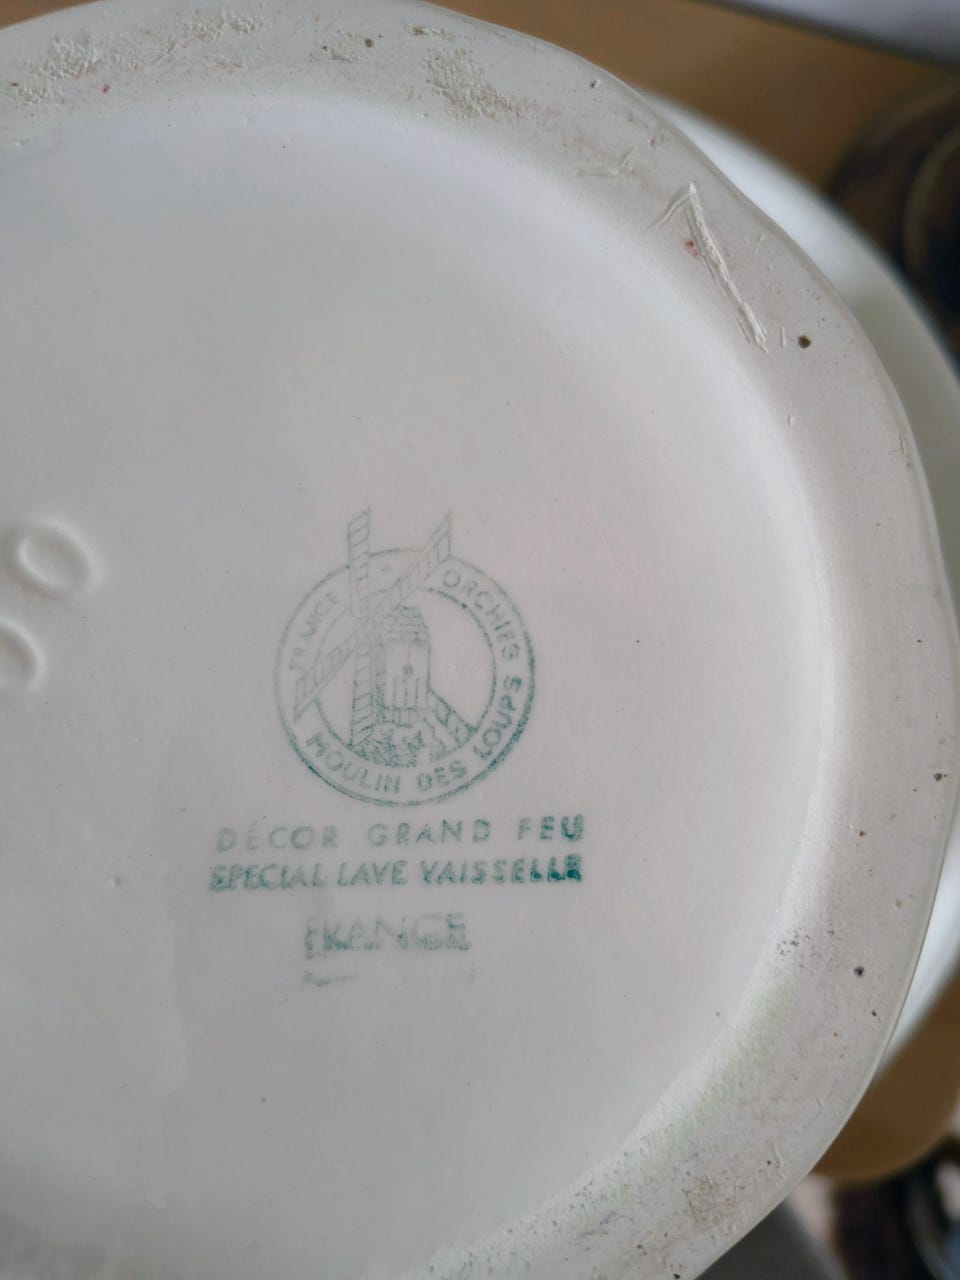 FRANCE ORCHIES
MOULIN DES LOUPS
DÉCOR GRAND FEU
SPECIAL LAVE VAISSELLE
FRANCE